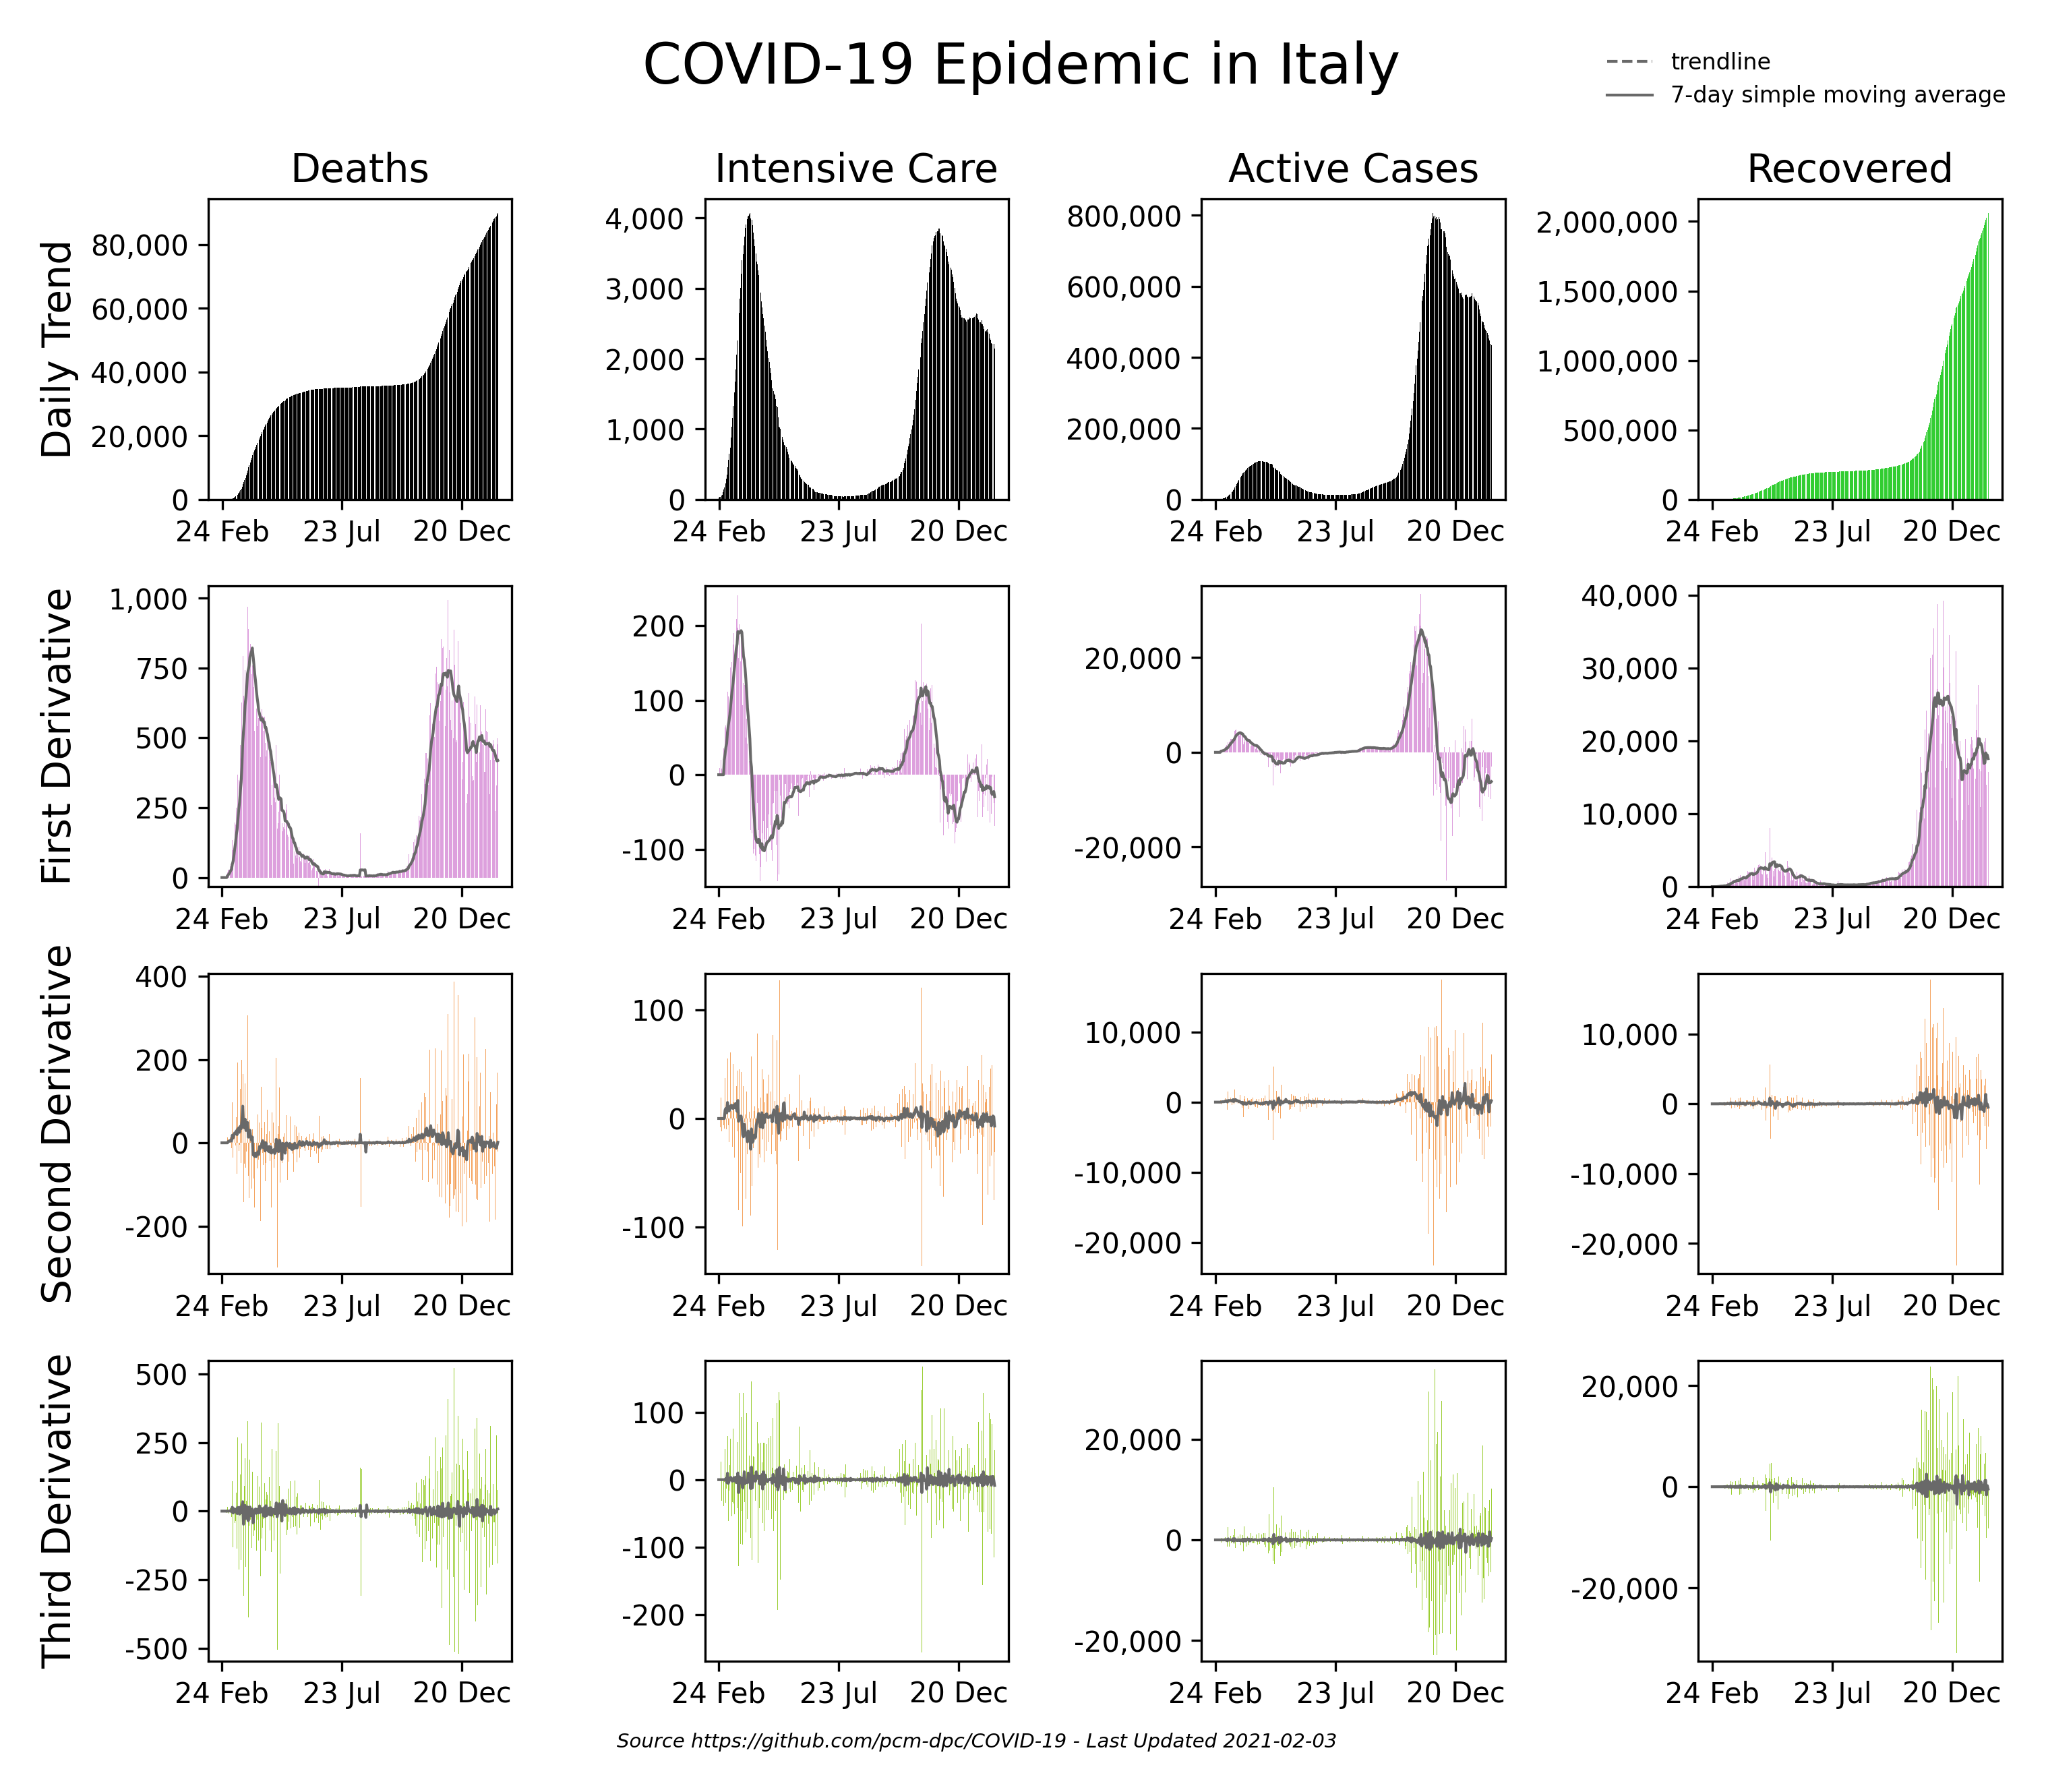 COVID-19 Epidemic in Italy
trendline
7-day simple moving average
Deaths
Intensive Care
Active Cases
Recovered
Daily Trend
80,000
60,000
40,000
20,000
0
24 Feb 23 Jul 20 Dec
4,000
3,000
2,000
1,000
0
24 Feb 23 Jul 20 Dec
800,000
600,000
400,000
200,000
0
24 Feb 23 Jul 20 Dec
2,000,000
1,500,000
1,000,000
500,000
0
24 Feb 23 Jul 20 Dec
First Derivative
1,000
750
500
250
0
24 Feb 23 Jul 20 Dec
200
100
0
-100
24 Feb 23 Jul 20 Dec
20,000
0
-20,000
24 Feb 23 Jul 20 Dec
40,000
30,000
20,000
10,000
0
24 Feb 23 Jul 20 Dec
Second Derivative
400
200
0
-200
24 Feb 23 Jul 20 Dec
100
0
-100
24 Feb 23 Jul 20 Dec
10,000
0
-10,000
-20,000
24 Feb 23 Jul 20 Dec
10,000
0
-10,000
-20,000
24 Feb 23 Jul 20 Dec
Third Derivative
500
250
0
-250
-500
24 Feb 23 Jul 20 Dec
100
0
-100
-200
24 Feb 23 Jul 20 Dec
20,000
0
-20,000
24 Feb 23 Jul 20 Dec
20,000
0
-20,000
24 Feb 23 Jul 20 Dec
Source https://github.com/pcm-dpc/COVID-19 - Last Updated 2021-02-03